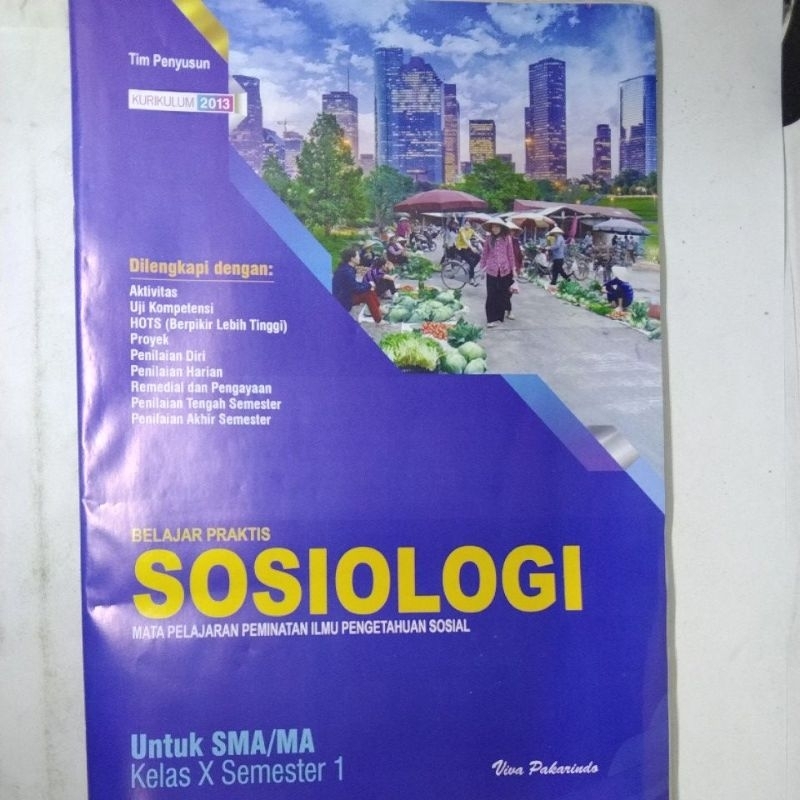 Tim Penyusun
KURIKULUM 2013
Dilengkapi dengan:
Aktivitas
Uji Kompetensi
HOTS (Berpikir Lebih Tinggi)
Proyek
Penilaian Diri
Penilaian Harian
Remedial dan Pengayaan
Penilaian Tengah Semester
Penilaian Akhir Semester
BELAJAR PRAKTIS
SOSIOLOGI
MATA PELAJARAN PEMINATAN ILMU PENGETAHUAN SOSIAL
Untuk SMA/MA
Kelas X Semester 1
Viva Pakarindo